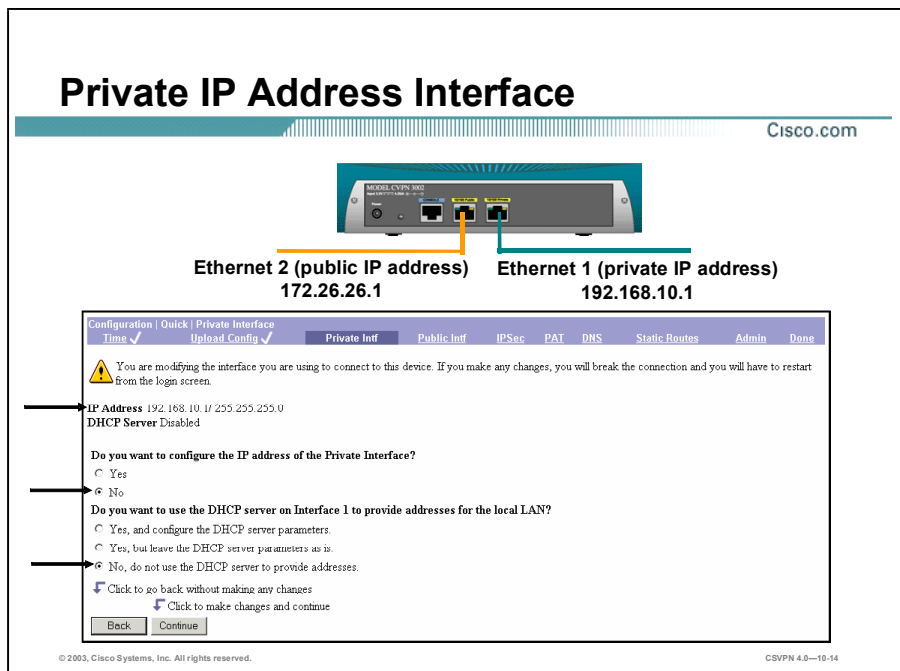 Private IP Address Interface
Cisco.com
MODEL CVPN 3002
Power
CONSOLE
10/100 Public
10/100 Private
Ethernet 2 (public IP address)
172.26.26.1
Ethernet 1 (private IP address)
192.168.10.1
Configuration | Quick | Private Interface
Time ✓ Upload Config ✓ Private Intf Public Intf IPSec PAT DNS Static Routes Admin Done
You are modifying the interface you are using to connect to this device. If you make any changes, you will break the connection and you will have to restart
from the login screen.
IP Address 192.168.10.1/ 255.255.255.0
DHCP Server Disabled
Do you want to configure the IP address of the Private Interface?
Yes
No
Do you want to use the DHCP server on Interface 1 to provide addresses for the local LAN?
Yes, and configure the DHCP server parameters.
Yes, but leave the DHCP server parameters as is.
No, do not use the DHCP server to provide addresses.
Click to go back without making any changes
Click to make changes and continue
Back Continue
© 2003, Cisco Systems, Inc. All rights reserved.
CSVPN 4.0—10-14